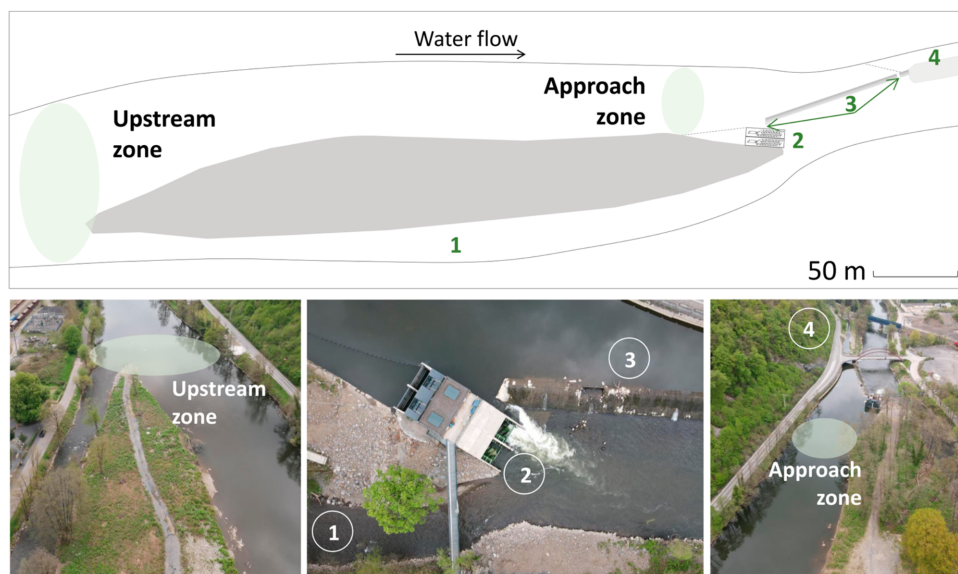 Water flow
Upstream
zone
Approach
zone
4
3
2
1
50 m
Upstream
zone
3
2
1
4
Approach
zone